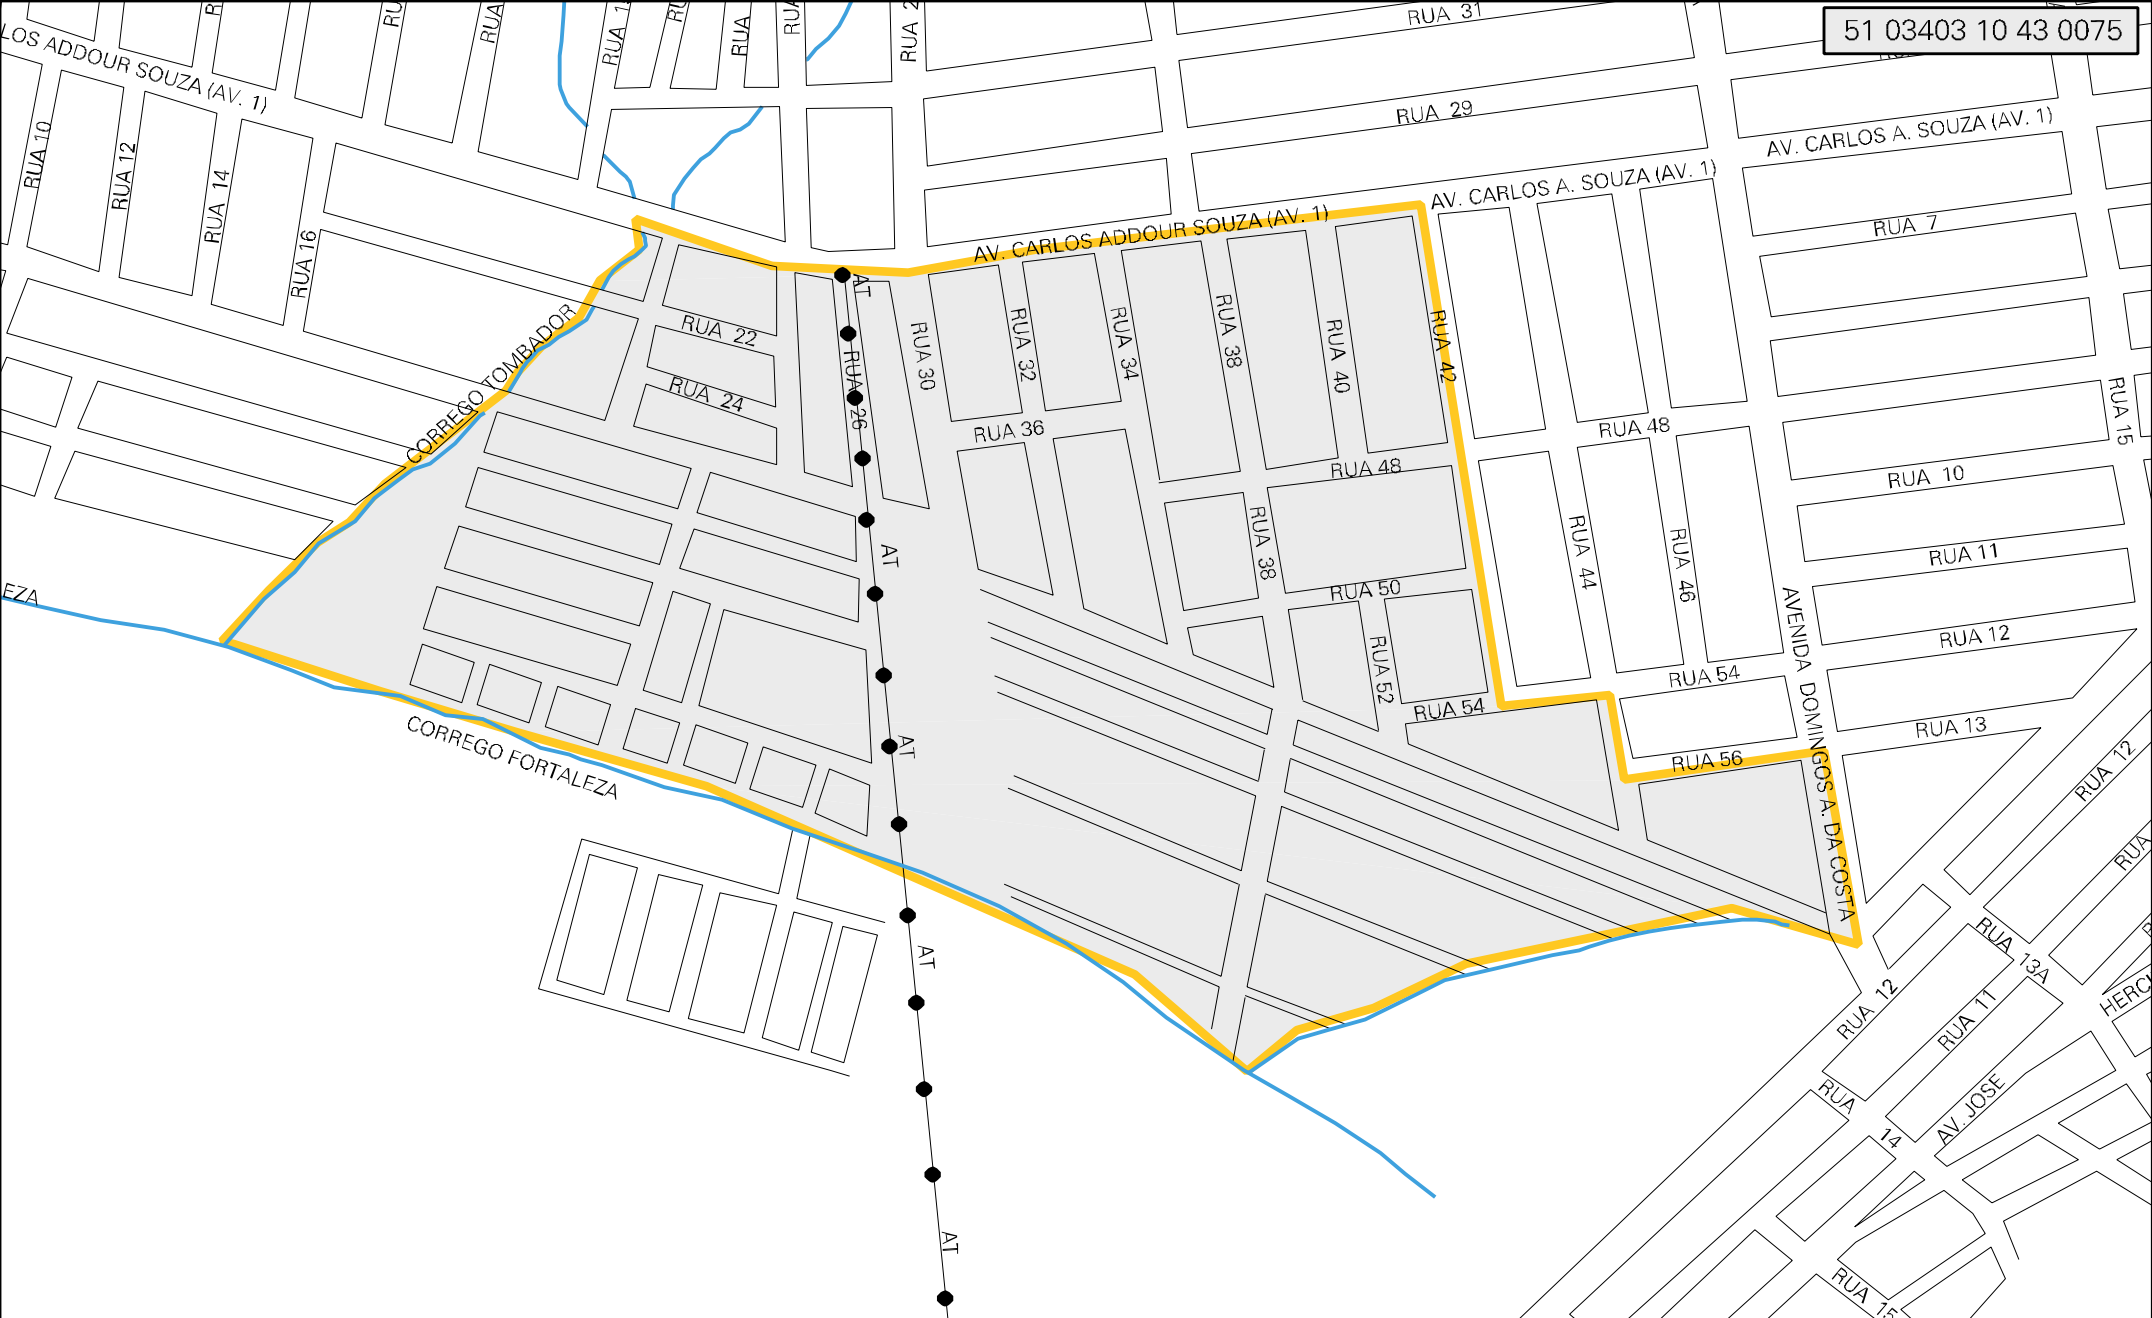 RUA 31
51 03403 10 43 0075
LOS ADDOUR SOUZA (AV. 1)
RUA
RUA
RUA
RUA 29
AV. CARLOS A. SOUZA (AV. 1)
RUA 10
RUA 12
RUA 14
RUA 16
AV. CARLOS A. SOUZA (AV. 1)
AV. CARLOS ADDOUR SOUZA (AV. 1)
RUA 7
AT
RUA 22
RUA 24
RUA 26
RUA 30
RUA 32
RUA 34
RUA 38
RUA 40
RUA 42
CORREGO TOMBADOR
RUA 36
RUA 48
RUA 48
RUA 15
RUA 10
RUA 38
AT
RUA 44
RUA 46
RUA 11
RUA 50
EZA
RUA 12
RUA 52
RUA 54
RUA 54
AVENIDA DOMINGOS A. DA COSTA
RUA 13
CORREGO FORTALEZA
AT
RUA 56
RUA 12
RUA
AT
RUA 13A
HERCU
RUA 12
RUA 11
RUA 14
AV. JOSE
AT
RUA 15